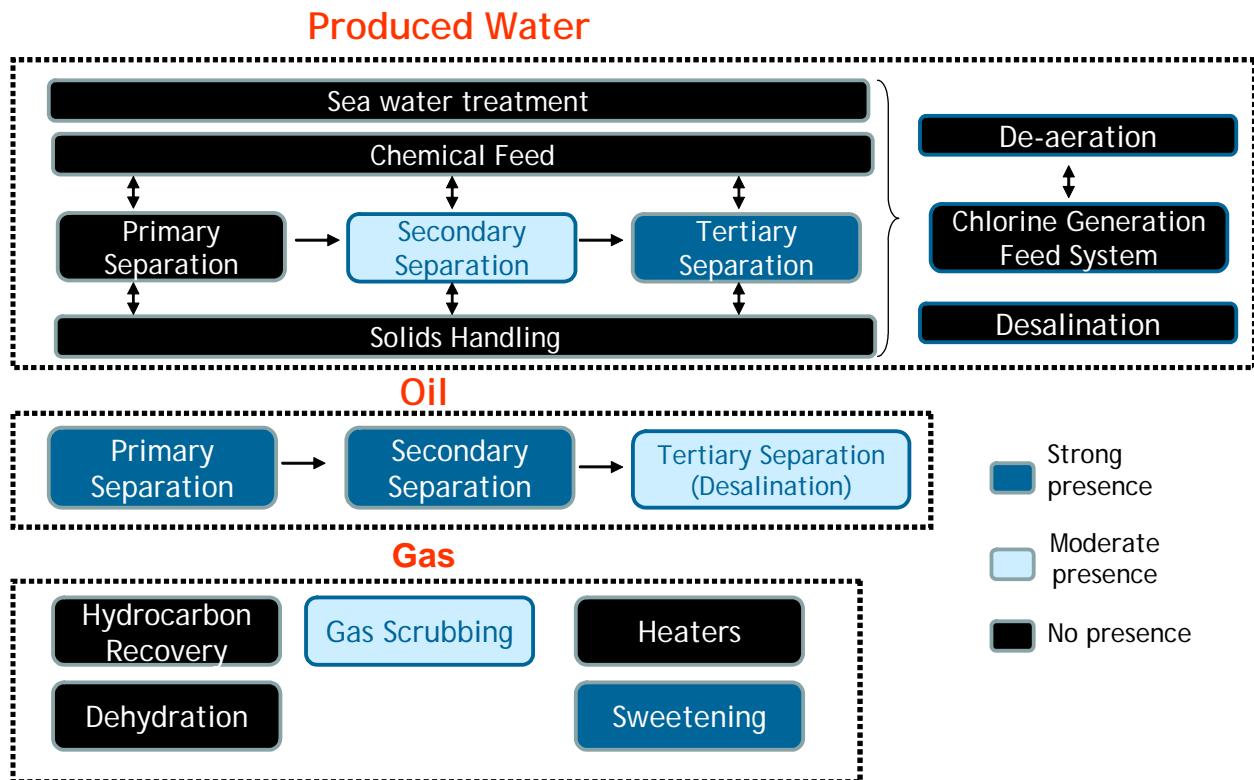 Produced Water
Sea water treatment
Chemical Feed
Primary
Separation
Secondary
Separation
Tertiary
Separation
Solids Handling
De-aeration
Chlorine Generation
Feed System
Desalination
Oil
Primary
Separation
Secondary
Separation
Tertiary Separation
(Desalination)
Strong
presence
Moderate
presence
No presence
Gas
Hydrocarbon
Recovery
Gas Scrubbing
Heaters
Dehydration
Sweetening